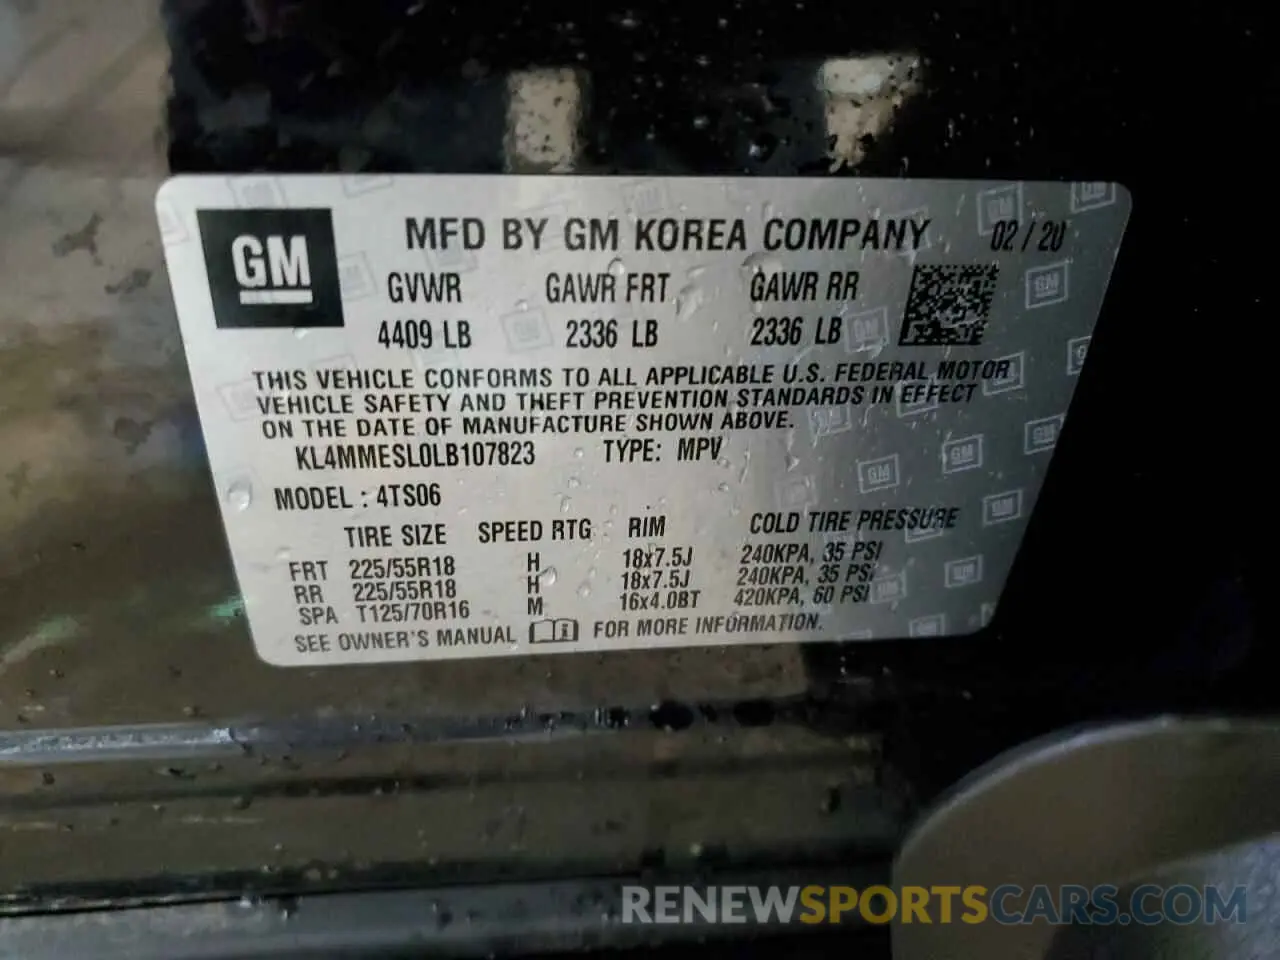 GM
MFD BY GM KOREA COMPANY 02/20
GVWR GAWR FRT GAWR RR
4409 LB 2336 LB 2336 LB
THIS VEHICLE CONFORMS TO ALL APPLICABLE U.S. FEDERAL MOTOR
VEHICLE SAFETY AND THEFT PREVENTION STANDARDS IN EFFECT
ON THE DATE OF MANUFACTURE SHOWN ABOVE.
KL4MMESL0LB107823 TYPE: MPV
MODEL: 4TS06
TIRE SIZE SPEED RTG RIM COLD TIRE PRESSURE
FRT 225/55R18 H 18x7.5J 240KPA, 35 PSI
RR 225/55R18 H 18x7.5J 240KPA, 35 PSI
SPA T125/70R16 M 16x4.0BT 420KPA, 60 PSI
SEE OWNER'S MANUAL FOR MORE INFORMATION.
RENEWSPORTSCARS.COM